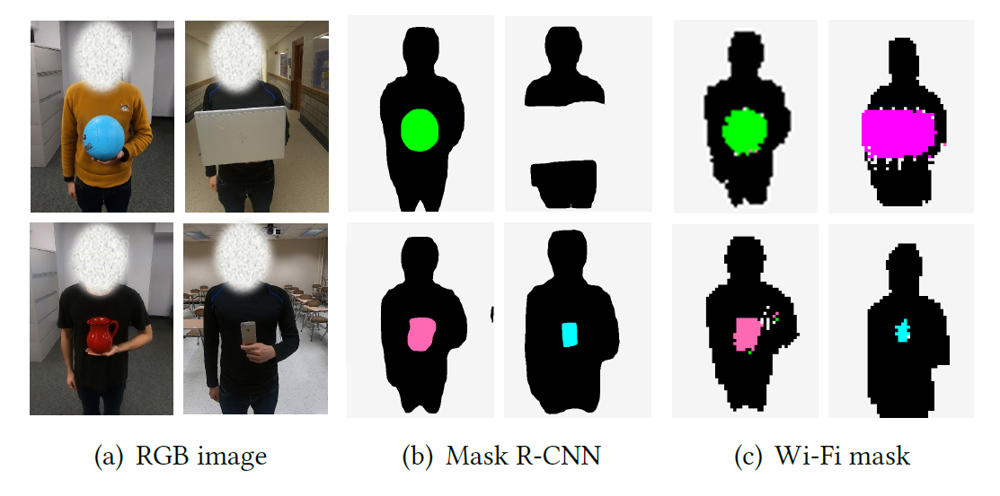 (a) RGB image
(b) Mask R-CNN
(c) Wi-Fi mask